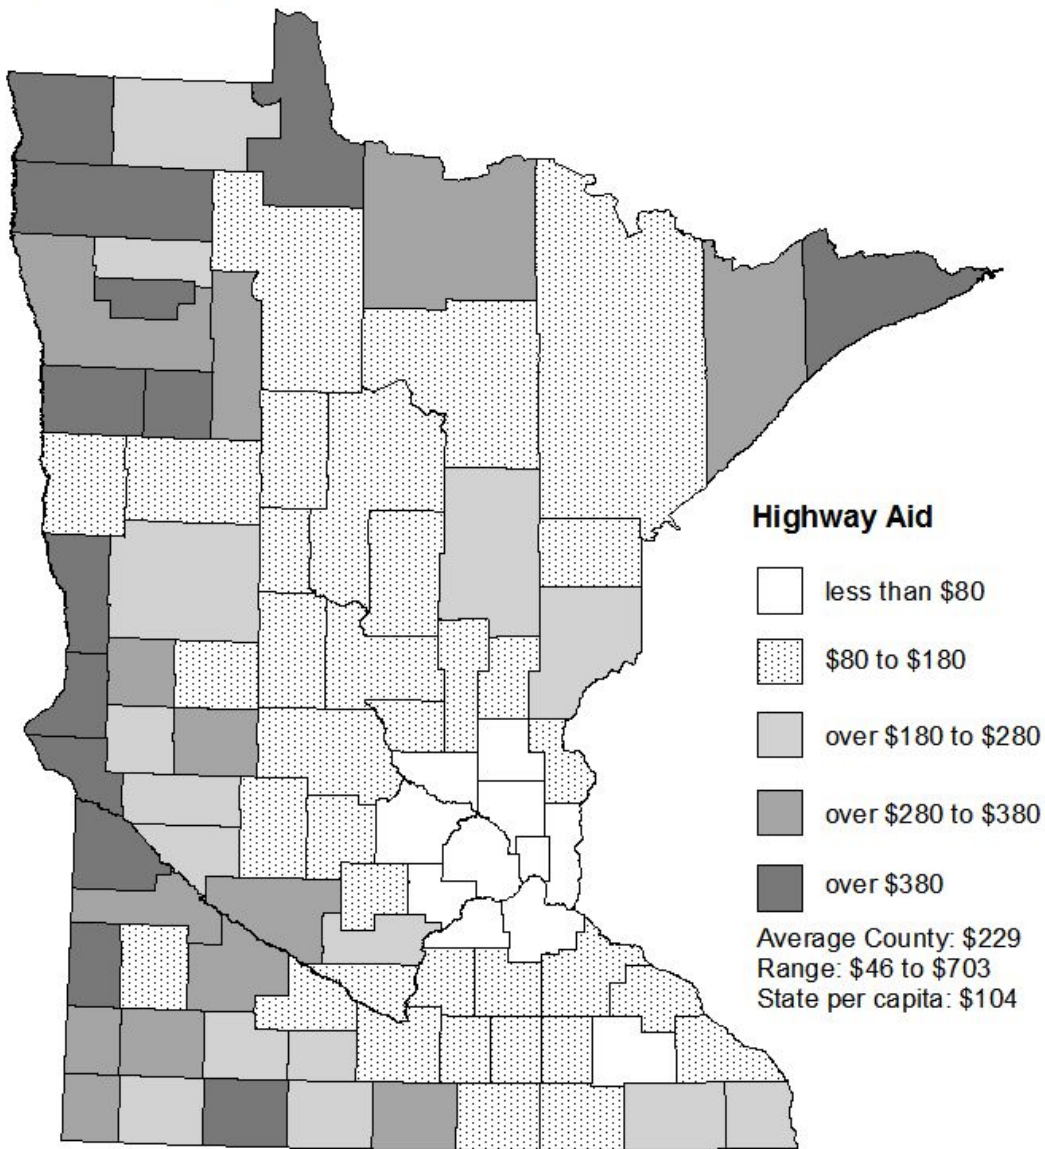 Highway Aid
less than $80
$80 to $180
over $180 to $280
over $280 to $380
over $380
Average County: $229
Range: $46 to $703
State per capita: $104